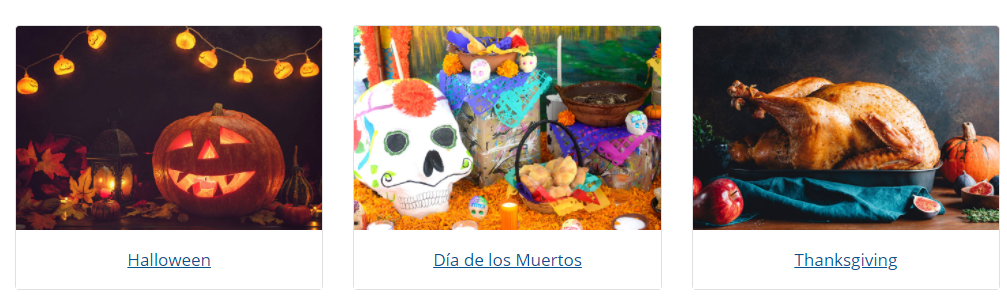 Halloween
Día de los Muertos
Thanksgiving